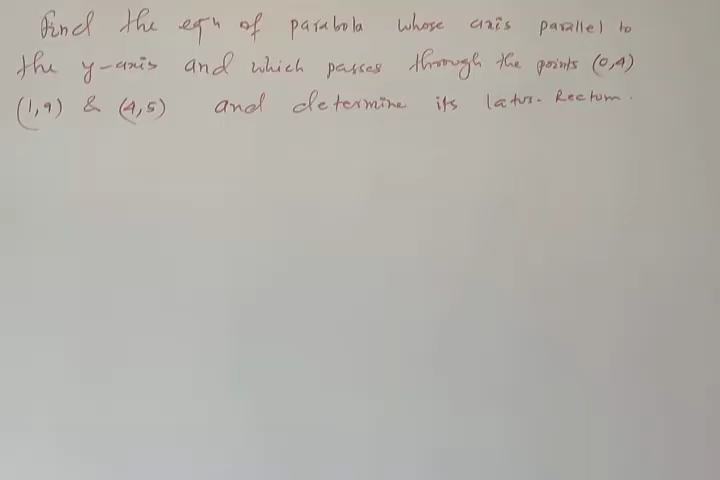 Find the eqn of parabola whose axis parallel to
the y-axis and which passes through the points (0,4)
(1,9) & (4,5) and determine its latus-Rectum.